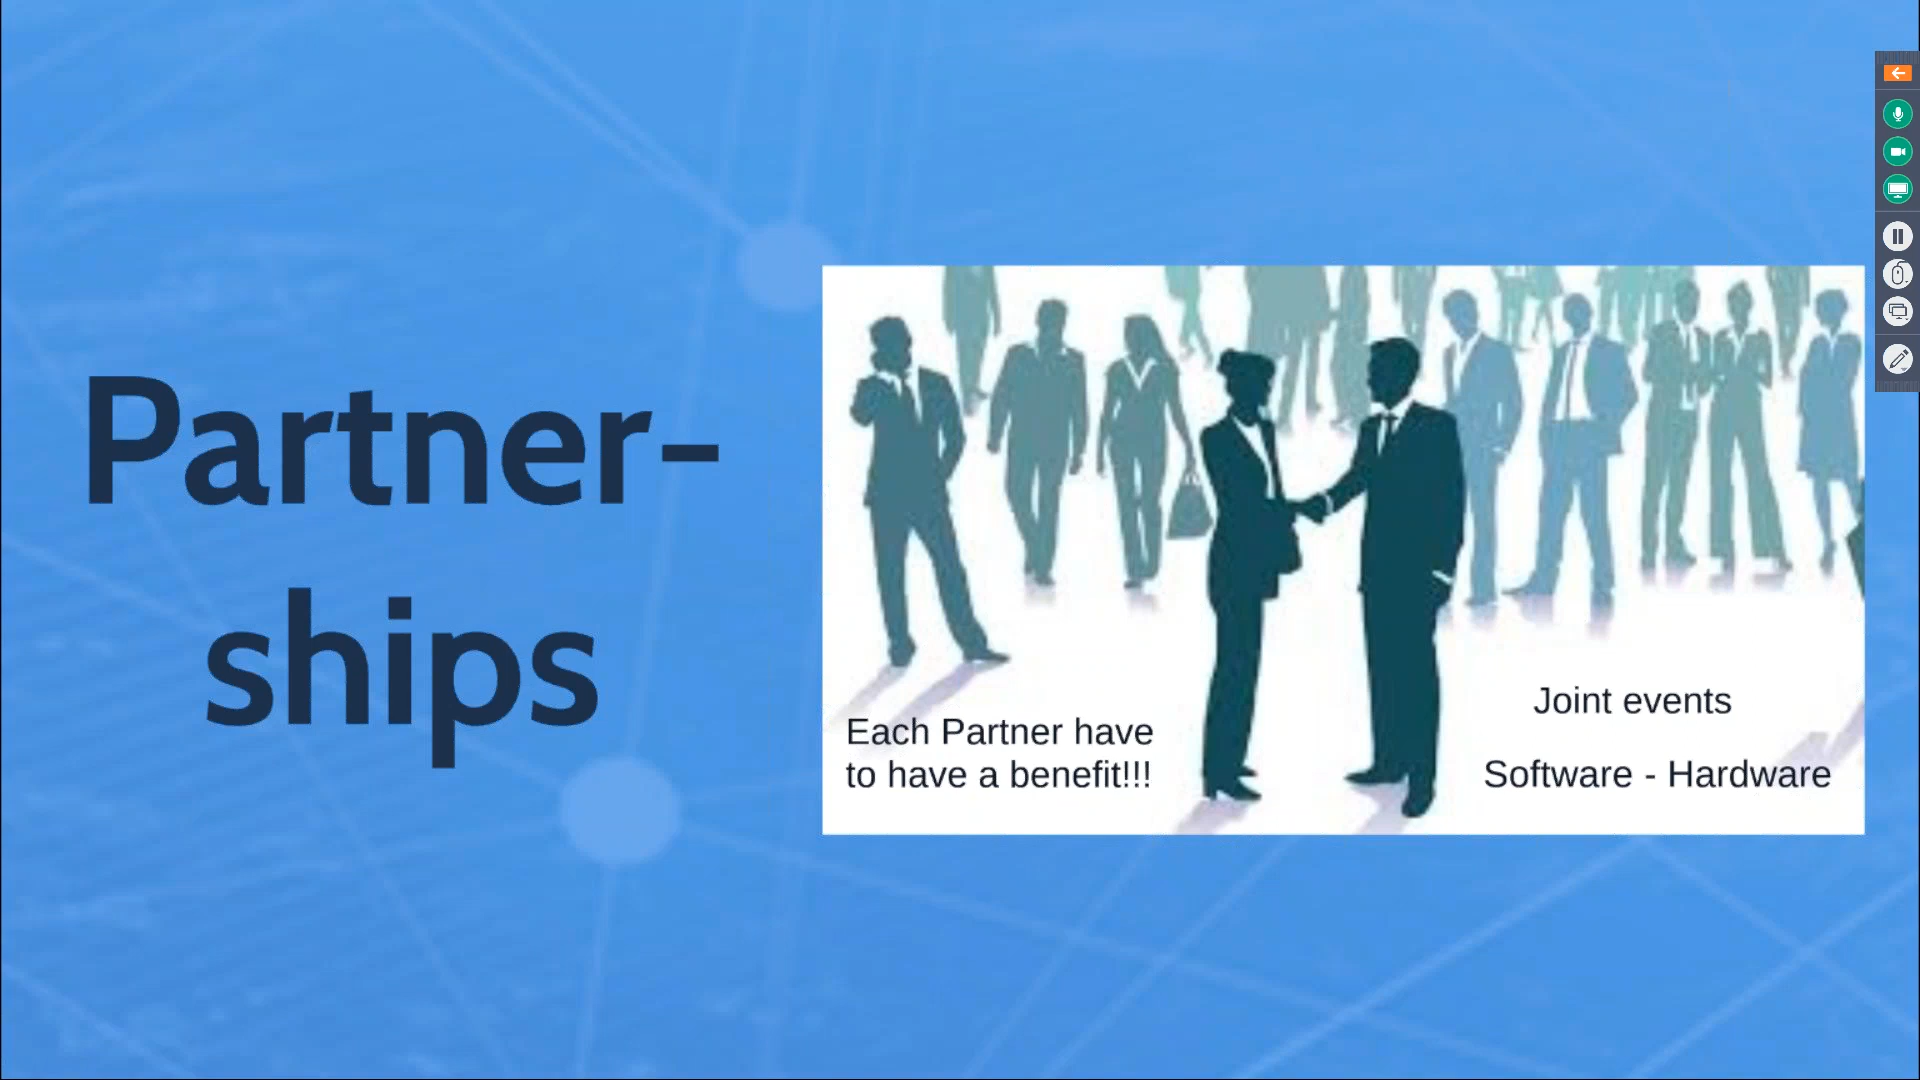 Partner-
ships
Each Partner have
to have a benefit!!!
Joint events
Software - Hardware